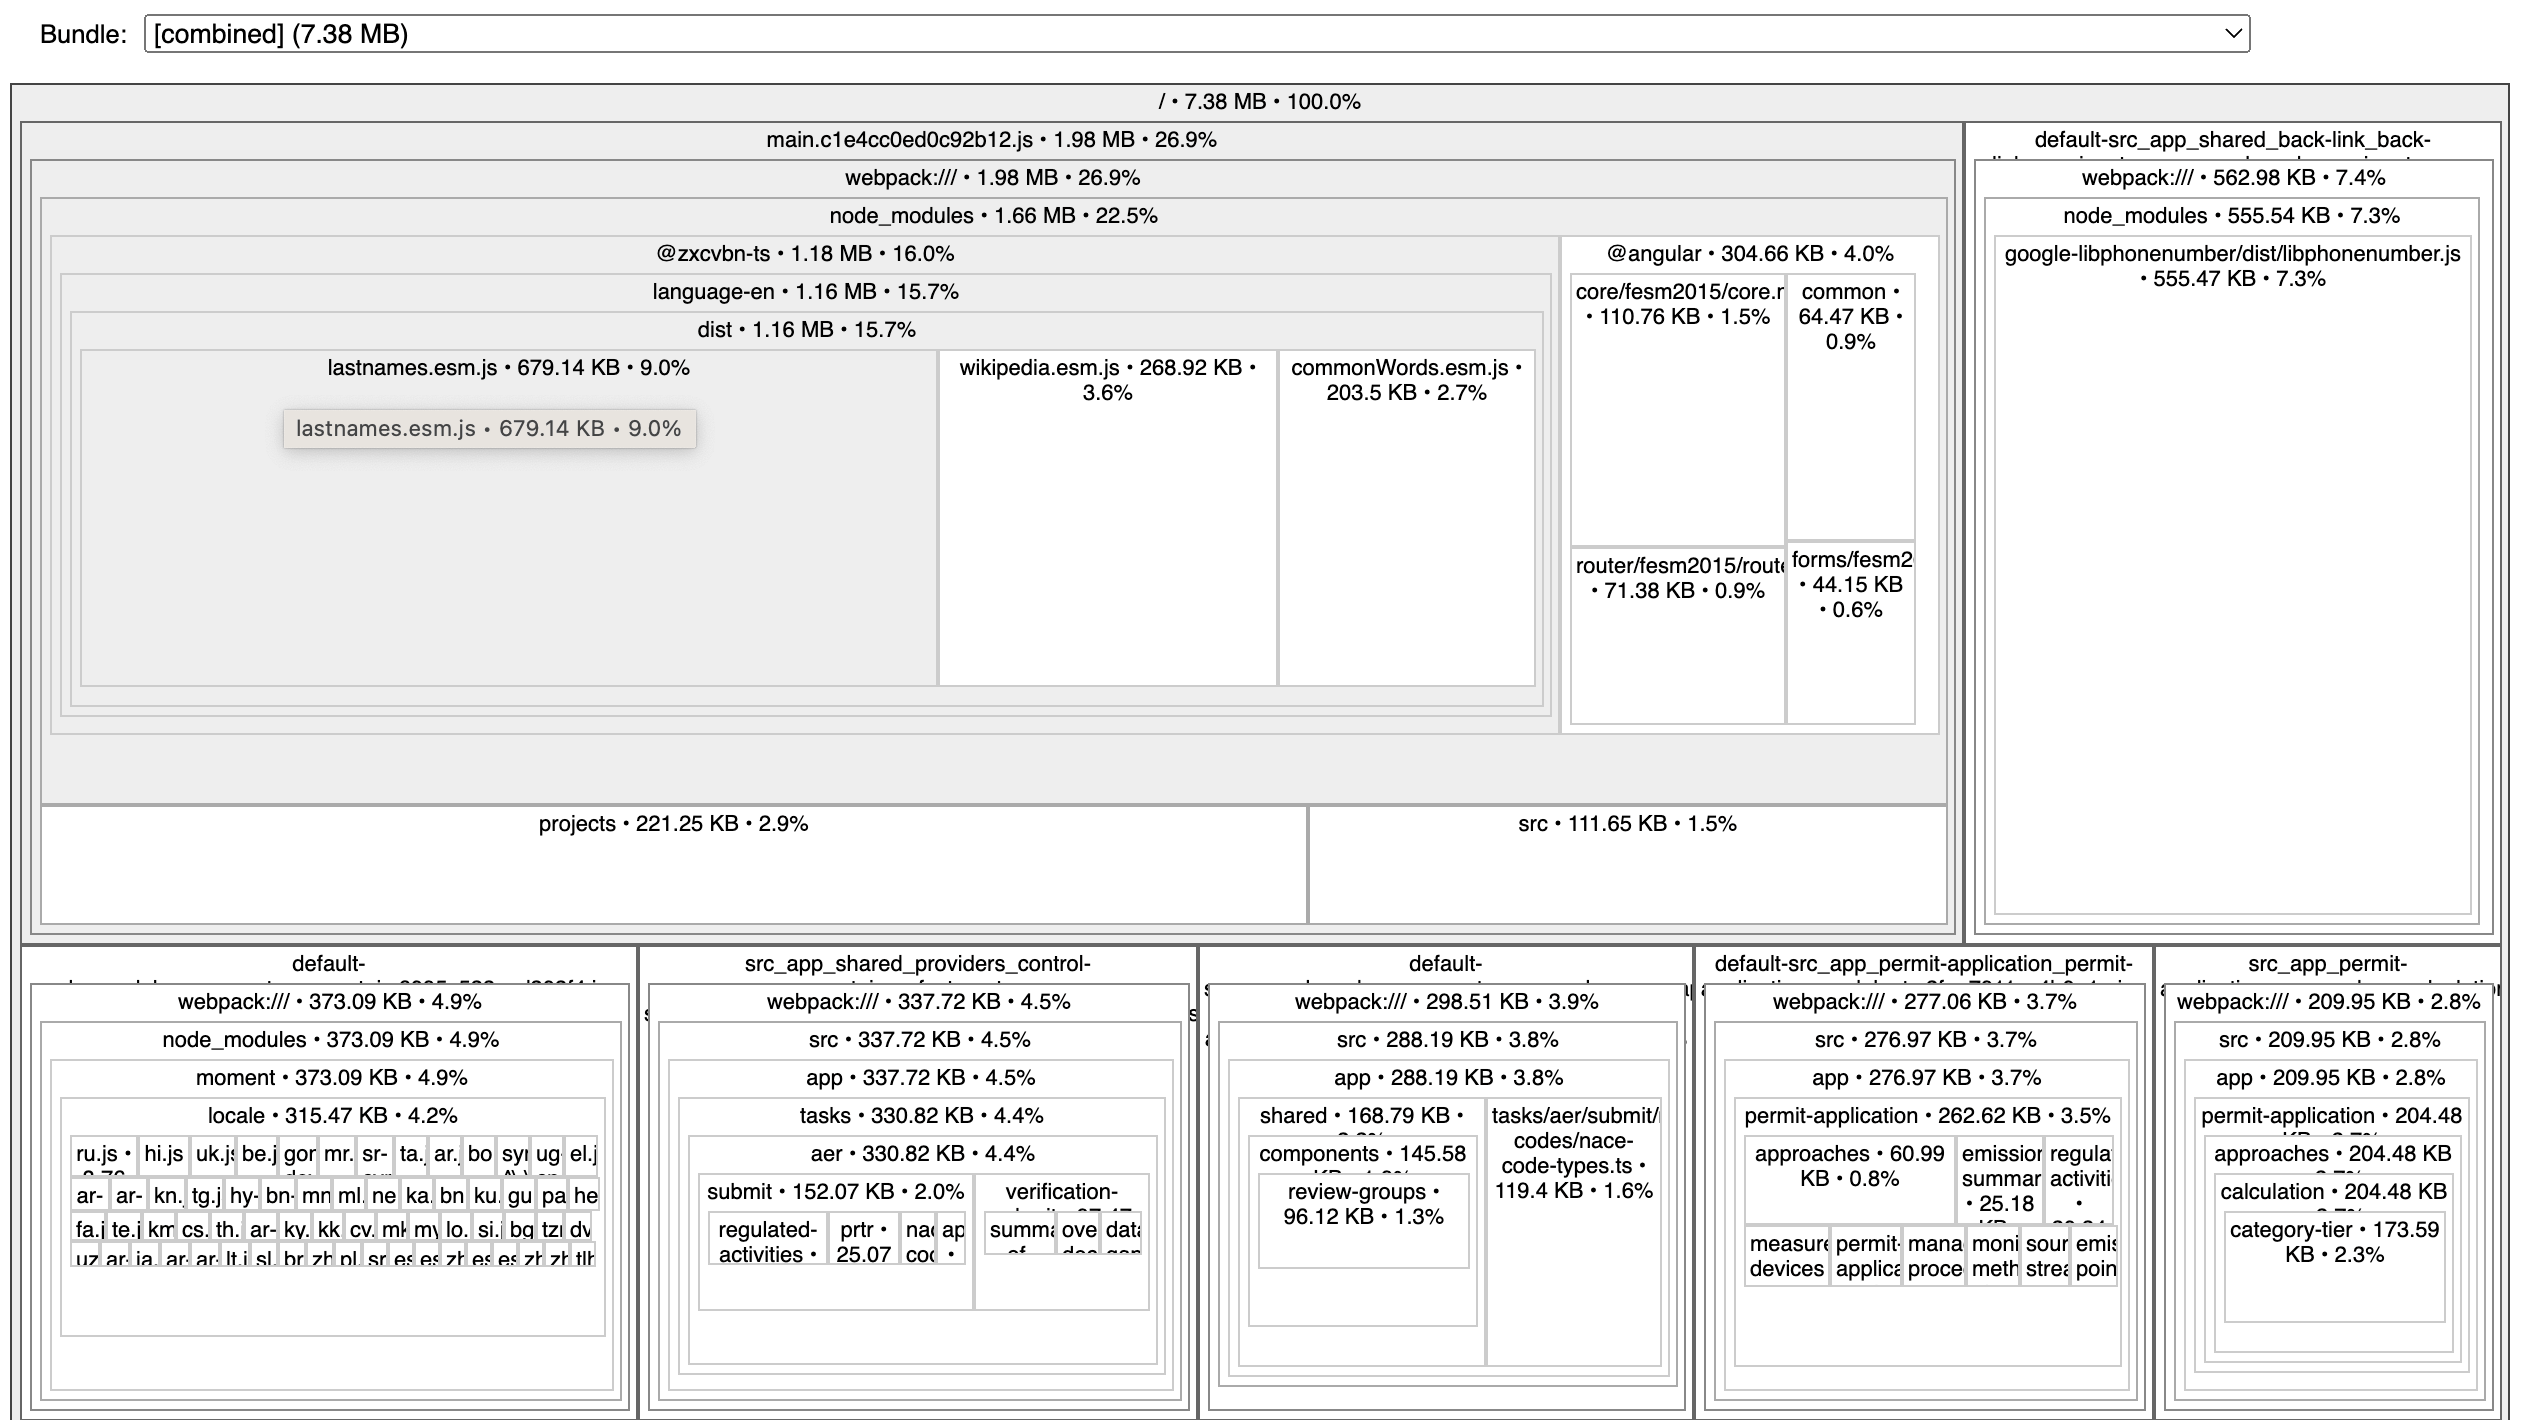 Bundle:
[combined] (7.38 MB)
/ • 7.38 MB • 100.0%
main.c1e4cc0ed0c92b12.js • 1.98 MB • 26.9%
webpack:/// • 1.98 MB • 26.9%
node_modules • 1.66 MB • 22.5%
@zxcvbn-ts • 1.18 MB • 16.0%
language-en • 1.16 MB • 15.7%
dist • 1.16 MB • 15.7%
lastnames.esm.js • 679.14 KB • 9.0%
lastnames.esm.js • 679.14 KB • 9.0%
wikipedia.esm.js • 268.92 KB •
3.6%
commonWords.esm.js •
203.5 KB • 2.7%
@angular • 304.66 KB • 4.0%
core/fesm2015/core.
• 110.76 KB • 1.5%
common •
64.47 KB •
0.9%
router/fesm2015/route
• 71.38 KB • 0.9%
forms/fesm2
• 44.15 KB
• 0.6%
projects • 221.25 KB • 2.9%
src • 111.65 KB • 1.5%
default-src_app_shared_back-link_back-
webpack:/// • 562.98 KB • 7.4%
node_modules • 555.54 KB • 7.3%
google-libphonenumber/dist/libphonenumber.js
• 555.47 KB • 7.3%
default-
webpack:/// • 373.09 KB • 4.9%
node_modules • 373.09 KB • 4.9%
moment • 373.09 KB • 4.9%
locale • 315.47 KB • 4.2%
ru.js •
hi.js
uk.js
be.j
mr.
sr-
ta.
ar.
bo
ug-
el.j
ar-
ar-
kn.
tg.j
hy-
bn-
mn
ml.
ne
ka.
bn
ku.
gu
pa
he
fa.j
te.j
km
cs.
th.
ar-
ky.
kk
cv.
mk
my
lo.
si.
bg
dv
src_app_shared_providers_control-
webpack:/// • 337.72 KB • 4.5%
src • 337.72 KB • 4.5%
app • 337.72 KB • 4.5%
tasks • 330.82 KB • 4.4%
aer • 330.82 KB • 4.4%
submit • 152.07 KB • 2.0%
regulated-
activities •
prtr •
25.07
ap
•
verification-
summa
ove
data
default-
webpack:/// • 298.51 KB • 3.9%
src • 288.19 KB • 3.8%
app • 288.19 KB • 3.8%
shared • 168.79 KB •
components • 145.58
review-groups •
96.12 KB • 1.3%
tasks/aer/submit/
codes/nace-
code-types.ts •
119.4 KB • 1.6%
default-src_app_permit-application_permit-
webpack:/// • 277.06 KB • 3.7%
src • 276.97 KB • 3.7%
app • 276.97 KB • 3.7%
permit-application • 262.62 KB • 3.5%
approaches • 60.99
KB • 0.8%
emission
summar
• 25.18
regula
activiti
•
measure
devices
permit-
applica
mana
proce
moni
meth
sour
strea
emis
poin
src_app_permit-
webpack:/// • 209.95 KB • 2.8%
src • 209.95 KB • 2.8%
app • 209.95 KB • 2.8%
permit-application • 204.48
approaches • 204.48 KB
calculation • 204.48 KB
category-tier • 173.59
KB • 2.3%